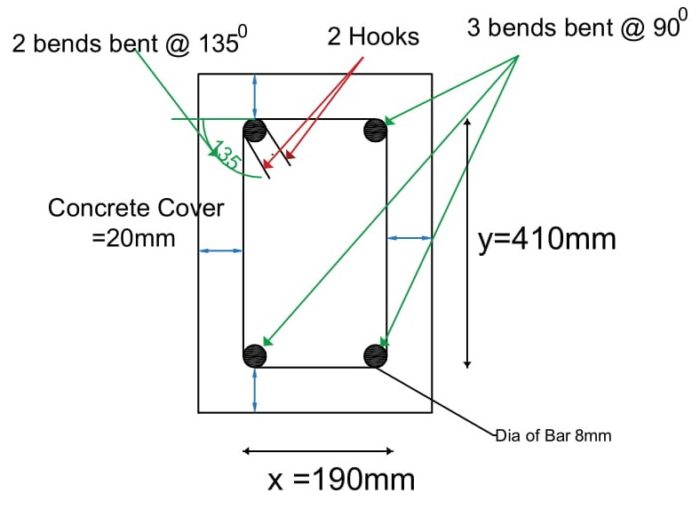 2 bends bent @ 135⁰
2 Hooks
3 bends bent @ 90⁰
135
Concrete Cover
=20mm
y=410mm
Dia of Bar 8mm
x =190mm